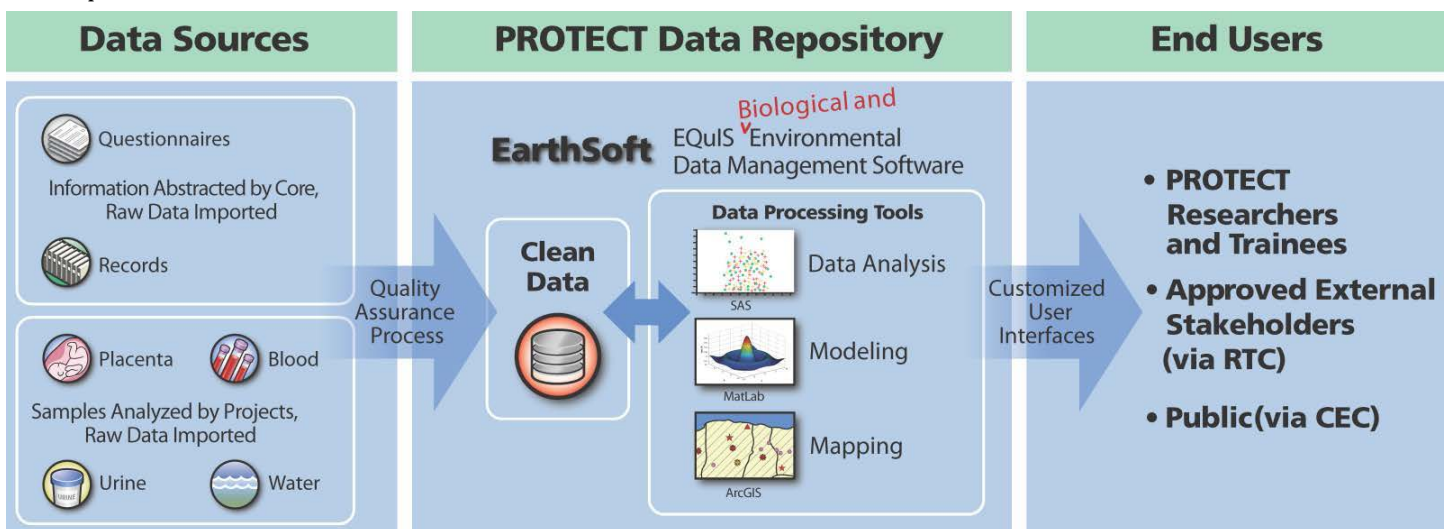 Data Sources
Questionnaires
Information Abstracted by Core,
Raw Data Imported
Records
Placenta
Blood
Samples Analyzed by Projects,
Raw Data Imported
Urine
URINE
Water
Quality
Assurance
Process
PROTECT Data Repository
EarthSoft
Biological and
EQuIS Environmental
Data Management Software
Clean
Data
Data Processing Tools
Data Analysis
SAS
Modeling
MatLab
Mapping
ArcGIS
Customized
User
Interfaces
End Users
• PROTECT
Researchers
and Trainees
• Approved External
Stakeholders
(via RTC)
• Public(via CEC)